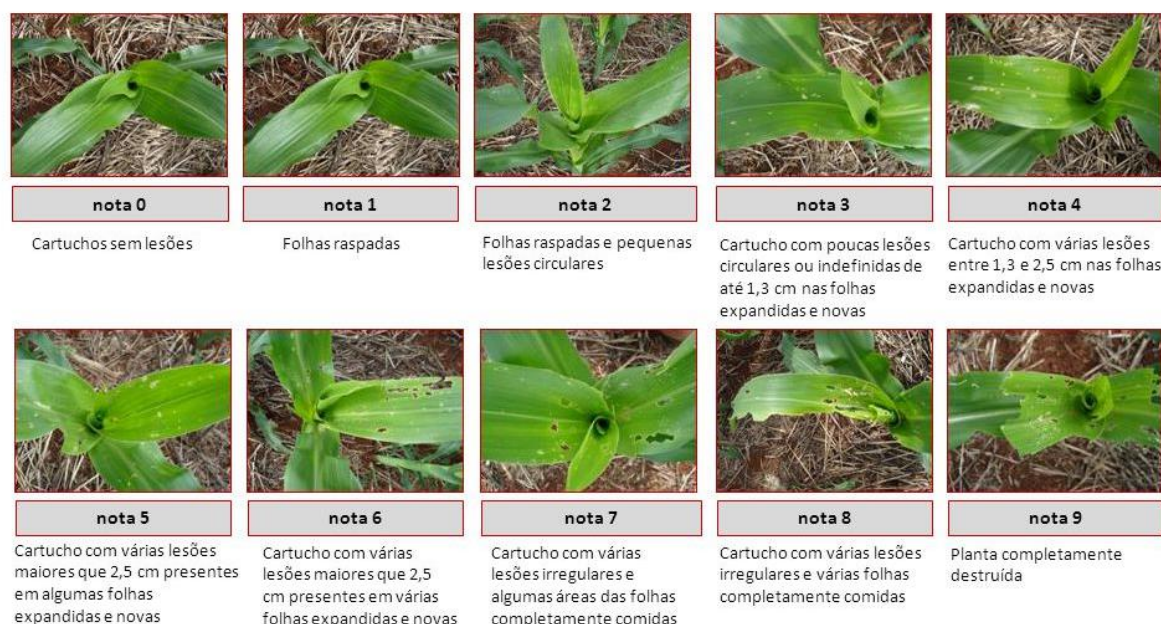 nota 0
nota 1
nota 2
nota 3
nota 4
Cartuchos sem lesões
Folhas raspadas
Folhas raspadas e pequenas
lesões circulares
Cartucho com poucas lesões
circulares ou indefinidas de
até 1,3 cm nas folhas
expandidas e novas
Cartucho com várias lesões
entre 1,3 e 2,5 cm nas folhas
expandidas e novas
nota 5
nota 6
nota 7
nota 8
nota 9
Cartucho com várias lesões
maiores que 2,5 cm presentes
em algumas folhas
expandidas e novas
Cartucho com várias
lesões maiores que 2,5
cm presentes em várias
folhas expandidas e novas
Cartucho com várias
lesões irregulares e
algumas áreas das folhas
completamente comidas
Cartucho com várias lesões
irregulares e várias folhas
completamente comidas
Planta completamente
destruída